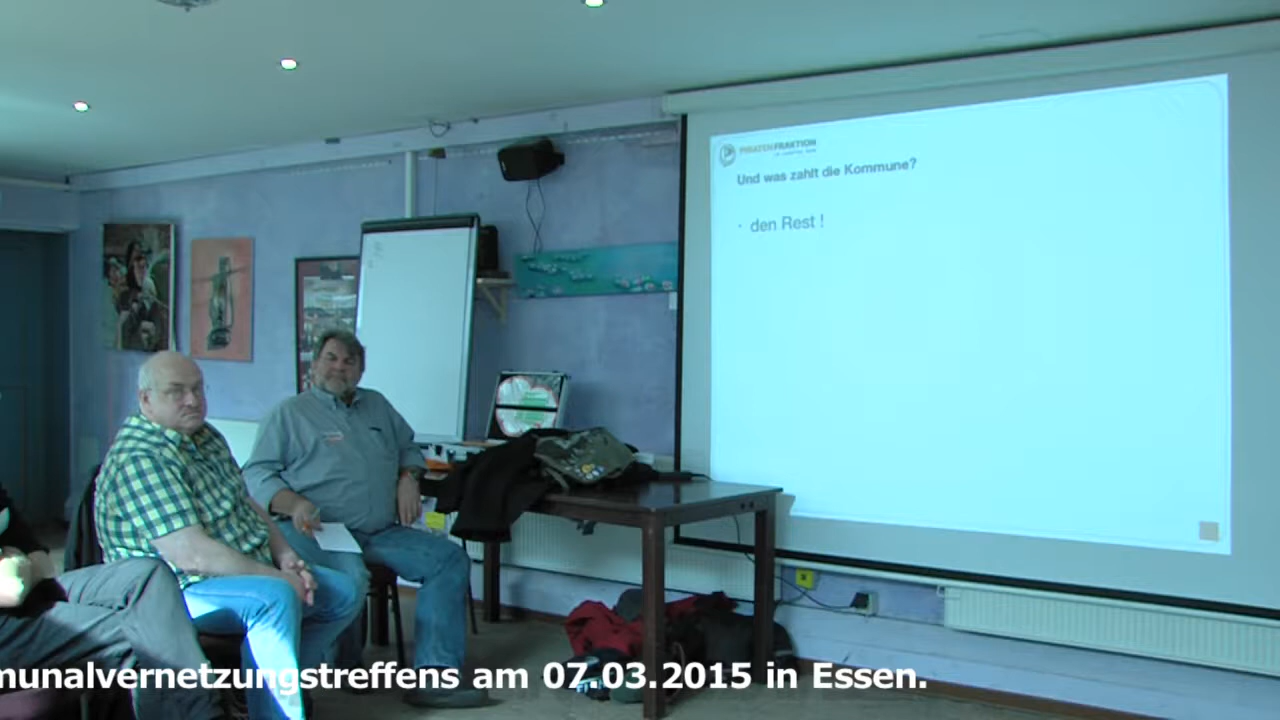 PIRATENFRAKTION
Und was zahlt die Kommune?
· den Rest !
munalvernetzungstreffens am 07.03.2015 in Essen.